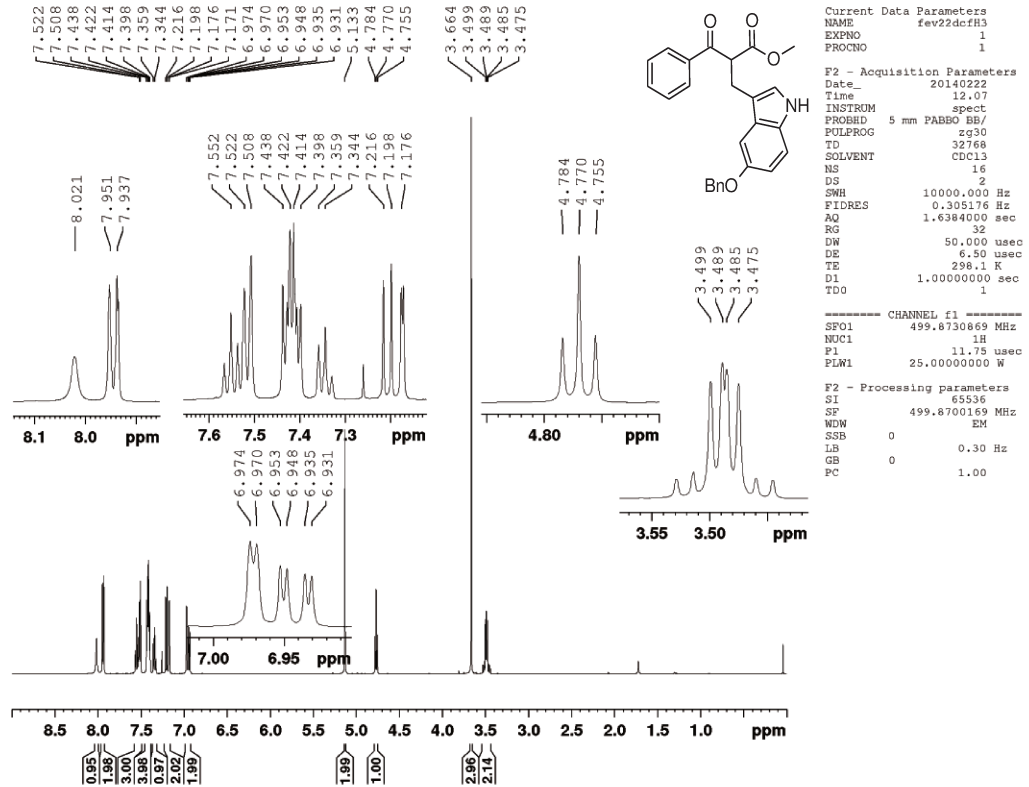 7.522
7.508
7.438
7.422
7.414
7.398
7.359
7.344
7.216
7.198
7.176
7.171
6.974
6.970
6.953
6.948
6.935
6.931
5.133
4.784
4.770
4.755
3.664
3.499
3.489
3.485
3.475
O O
O
NH
BnO
8.021
7.951
7.937
8.1 8.0 ppm
7.552
7.522
7.508
7.438
7.422
7.414
7.398
7.359
7.344
7.216
7.198
7.176
7.6 7.5 7.4 7.3 ppm
4.784
4.770
4.755
4.80 ppm
3.499
3.489
3.485
3.475
3.55 3.50 ppm
6.974
6.970
6.953
6.948
6.935
6.931
7.00 6.95 ppm
8.5 8.0 7.5 7.0 6.5 6.0 5.5 5.0 4.5 4.0 3.5 3.0 2.5 2.0 1.5 1.0 ppm
0.95
1.98
3.00
3.98
0.97
2.02
1.99
1.99
1.00
2.96
2.14
Current Data Parameters
NAME fev22dcfH3
EXPNO 1
PROCNO 1
F2 - Acquisition Parameters
Date_ 20140222
Time 12.07
INSTRUM spect
PROBHD 5 mm PABBO BB/
PULPROG zg30
TD 32768
SOLVENT CDCl3
NS 16
DS 2
SWH 10000.000 Hz
FIDRES 0.305176 Hz
AQ 1.6384000 sec
RG 32
DW 50.000 usec
DE 6.50 usec
TE 298.1 K
D1 1.00000000 sec
TD0 1
======== CHANNEL f1 ========
SFO1 499.8730869 MHz
NUC1 1H
P1 11.75 usec
PLW1 25.00000000 W
F2 - Processing parameters
SI 65536
SF 499.8700169 MHz
WDW EM
SSB 0
LB 0.30 Hz
GB 0
PC 1.00